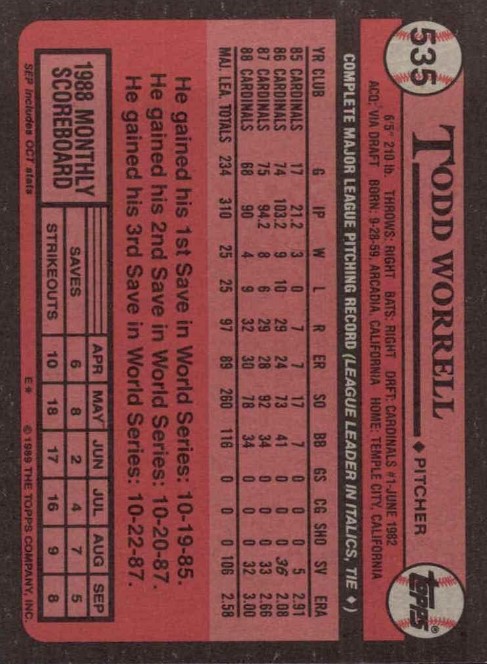 535
TODD WORRELL ♦ PITCHER
TOPPS®
6'5" 210 lb. THROWS: RIGHT BATS: RIGHT DRFT: CARDINALS #1-JUNE 1982
ACQ: VIA DRAFT BORN: 9-28-59, ARCADIA, CALIFORNIA HOME: TEMPLE CITY, CALIFORNIA
COMPLETE MAJOR LEAGUE PITCHING RECORD (LEAGUE LEADER IN ITALICS, TIE ♦)
YR CLUB G IP W L R ER SO BB GS CG SHO SV ERA
85 CARDINALS 17 21.2 3 0 7 7 17 7 0 0 0 5 2.91
86 CARDINALS 74 103.2 9 10 29 24 73 41 0 0 0 36 2.08
87 CARDINALS 75 94.2 8 6 29 28 92 34 0 0 0 33 2.66
88 CARDINALS 68 90 4 9 32 30 78 34 0 0 0 32 3.00
MAJ. LEA. TOTALS 234 310 25 25 97 89 260 116 0 0 0 106 2.58
He gained his 1st Save in World Series: 10-19-85.
He gained his 2nd Save in World Series: 10-20-87.
He gained his 3rd Save in World Series: 10-22-87.
1988 MONTHLY
SCOREBOARD
APR MAY JUN JUL AUG SEP
SAVES 6 8 2 4 7 5
STRIKEOUTS 10 18 17 16 9 8
SEP includes OCT stats E* © 1989 THE TOPPS COMPANY, INC.